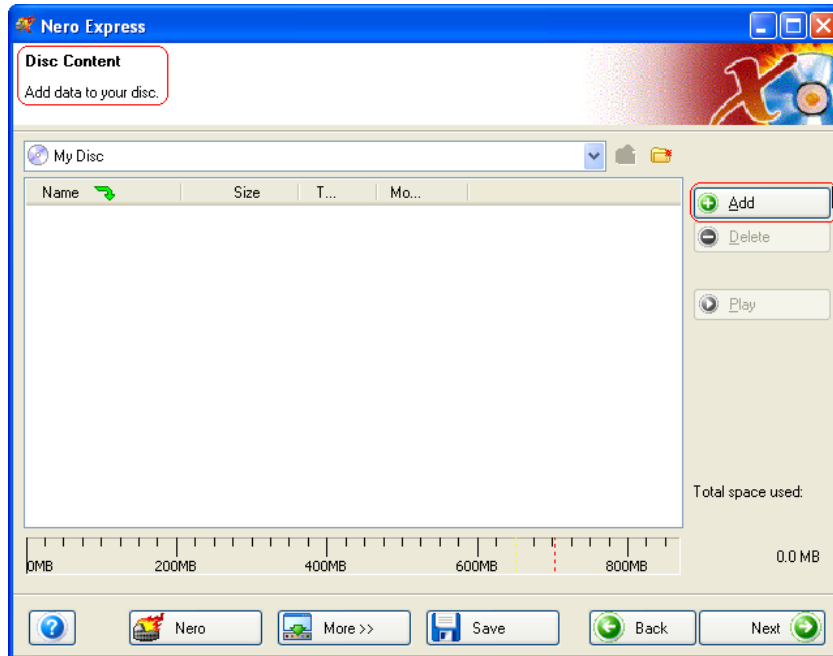 Nero Express
Disc Content
Add data to your disc.
My Disc
Name Size T... Mo...
Add
Delete
Play
Total space used:
0MB 200MB 400MB 600MB 800MB
0.0 MB
Nero More >> Save Back Next